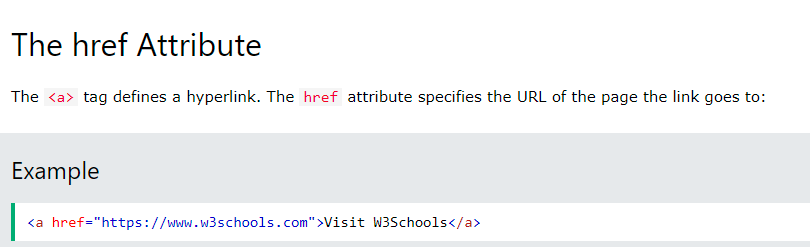 The href Attribute
The <a> tag defines a hyperlink. The href attribute specifies the URL of the page the link goes to:
Example
<a href="https://www.w3schools.com">Visit W3Schools</a>